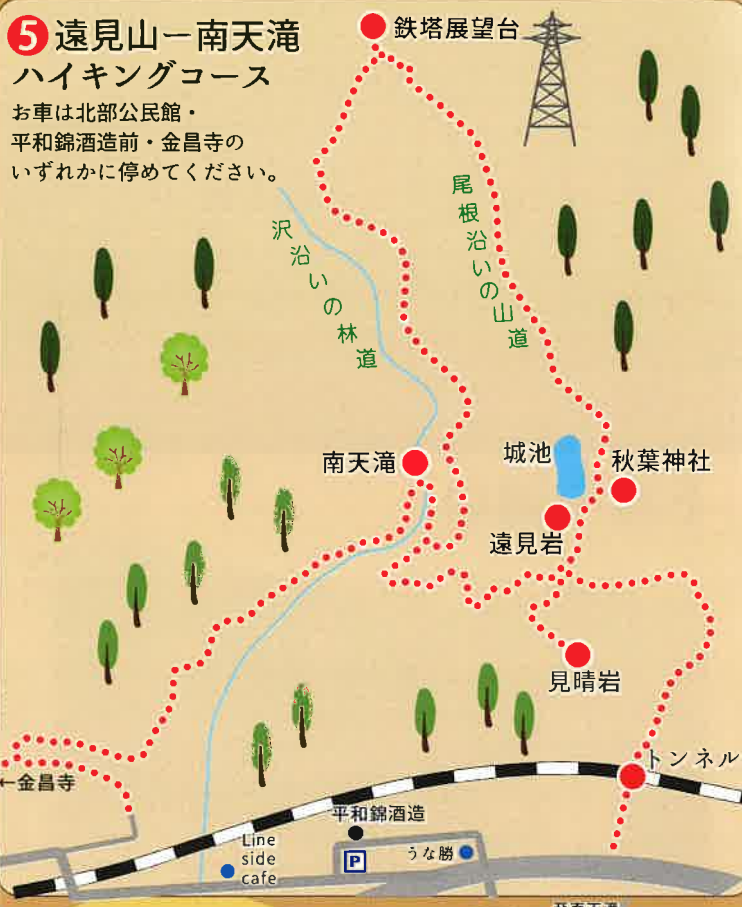 5 遠見山ー南天滝
ハイキングコース
お車は北部公民館・
平和錦酒造前・金昌寺の
いずれかに停めてください。
鉄塔展望台
尾根沿いの山道
沢沿いの林道
南天滝
城池
秋葉神社
遠見岩
見晴岩
トンネル
←金昌寺
平和錦酒造
P
うな勝
Line
side
cafe